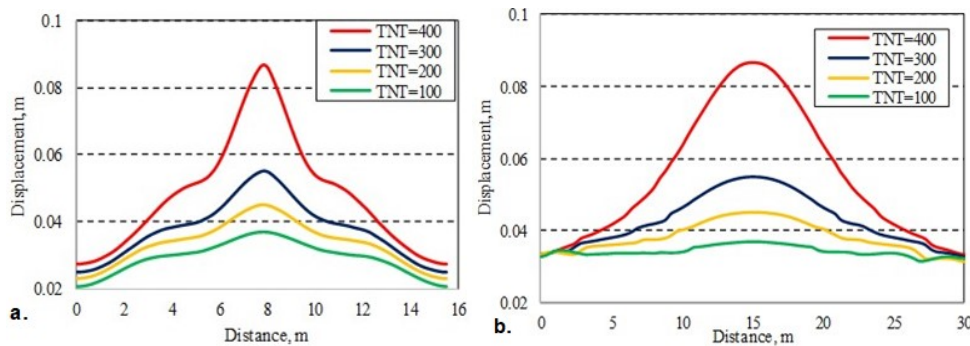 0.1
0.08
0.06
0.04
0.02
Displacement, m
TNT=400
TNT=300
TNT=200
TNT=100
0 2 4 6 8 10 12 14 16
Distance, m
a.
0.1
0.08
0.06
0.04
0.02
Displacement, m
TNT=400
TNT=300
TNT=200
TNT=100
0 5 10 15 20 25 30
Distance, m
b.